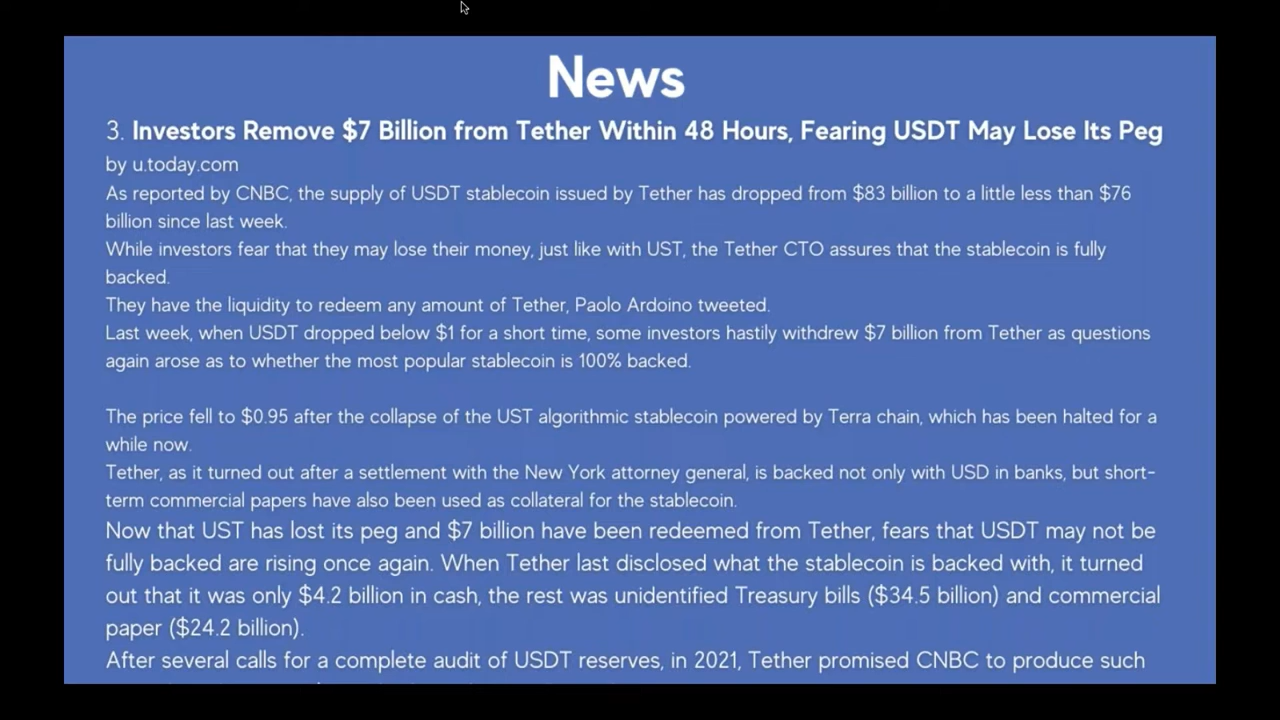 News
3. Investors Remove $7 Billion from Tether Within 48 Hours, Fearing USDT May Lose Its Peg
by u.today.com
As reported by CNBC, the supply of USDT stablecoin issued by Tether has dropped from $83 billion to a little less than $76
billion since last week.
While investors fear that they may lose their money, just like with UST, the Tether CTO assures that the stablecoin is fully
backed.
They have the liquidity to redeem any amount of Tether, Paolo Ardoino tweeted.
Last week, when USDT dropped below $1 for a short time, some investors hastily withdrew $7 billion from Tether as questions
again arose as to whether the most popular stablecoin is 100% backed.
The price fell to $0.95 after the collapse of the UST algorithmic stablecoin powered by Terra chain, which has been halted for a
while now.
Tether, as it turned out after a settlement with the New York attorney general, is backed not only with USD in banks, but short-
term commercial papers have also been used as collateral for the stablecoin.
Now that UST has lost its peg and $7 billion have been redeemed from Tether, fears that USDT may not be
fully backed are rising once again. When Tether last disclosed what the stablecoin is backed with, it turned
out that it was only $4.2 billion in cash, the rest was unidentified Treasury bills ($34.5 billion) and commercial
paper ($24.2 billion).
After several calls for a complete audit of USDT reserves, in 2021, Tether promised CNBC to produce such